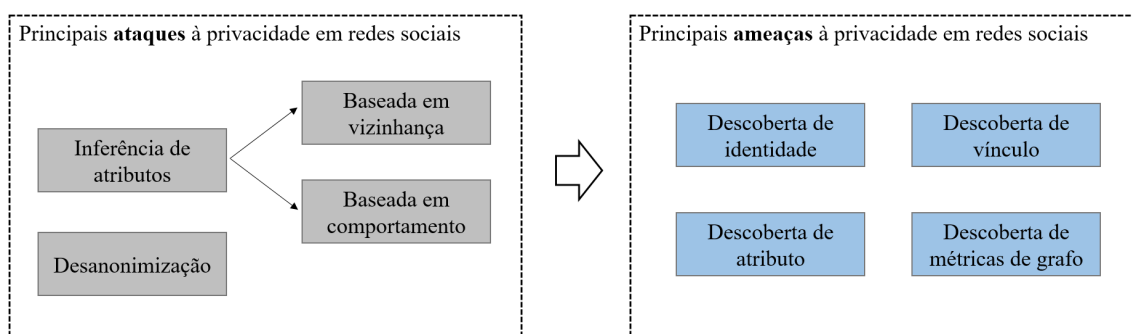 Principais ataques à privacidade em redes sociais
Inferência de
atributos
Baseada em
vizinhança
Baseada em
comportamento
Desanonimização
Principais ameaças à privacidade em redes sociais
Descoberta de
identidade
Descoberta de
vínculo
Descoberta de
atributo
Descoberta de
métricas de grafo